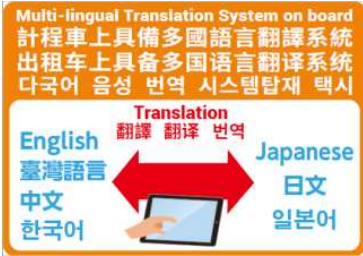 Multi-lingual Translation System on board
計程車上具備多國語言翻譯系統
出租车上具备多国语言翻译系统
다국어 음성 번역 시스템탑재 택시
Translation
翻譯 翻译 번역
English
臺灣語言
中文
한국어
Japanese
日文
일본어